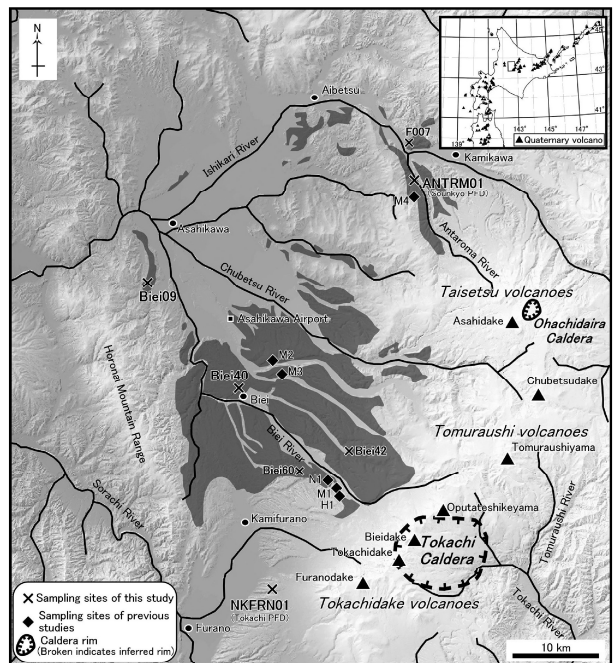 N
45°
43°
41°
139°
143°
145°
147°
▲ Quaternary volcano
Aibetsu
Ishikari River
F007
Kamikawa
ANTRM01
(Sounkyo PFD)
M4
Antaroma River
Asahikawa
Chubetsu River
Taisetsu volcanoes
Biei09
Asahikawa Airport
Asahidake
Ohachidaira
Caldera
Horonai Mountain Range
M2
M3
Biei40
Biei
Chubetsudake
Biei River
Biei42
Tomuraushi volcanoes
Tomuraushiyama
Biei60
N1
M1
H1
Sorachi River
Kamifurano
Oputateshikeyama
Tomuraushi River
Bieidake
Tokachi
Caldera
Tokachidake
Furanodake
Tokachidake volcanoes
Tokachi River
NKFRN01
(Tokachi PFD)
Furano
× Sampling sites of this study
◆ Sampling sites of previous
studies
Caldera rim
(Broken indicates inferred rim)
10 km